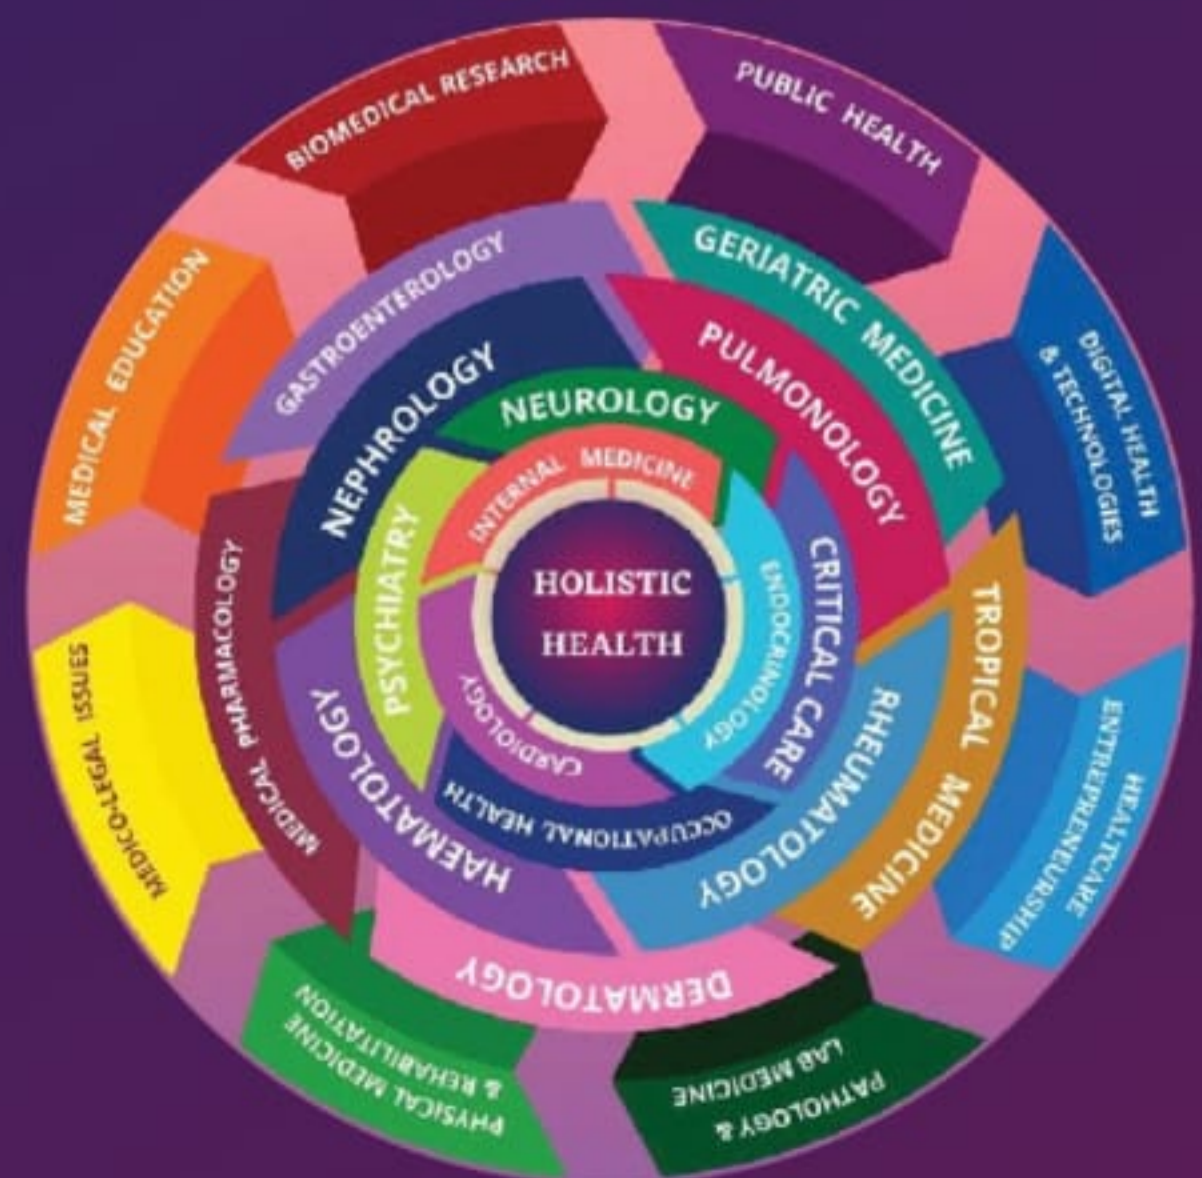 HOLISTIC
HEALTH
INTERNAL MEDICINE
ENDOCRINOLOGY
CARDIOLOGY
NEUROLOGY
CRITICAL CARE
OCCUPATIONAL HEALTH
PSYCHIATRY
NEPHROLOGY
PULMONOLOGY
RHEUMATOLOGY
HAEMATOLOGY
GASTROENTEROLOGY
GERIATRIC MEDICINE
TROPICAL MEDICINE
DERMATOLOGY
MEDICAL PHARMACOLOGY
BIOMEDICAL RESEARCH
PUBLIC HEALTH
DIGITAL HEALTH
& TECHNOLOGIES
HEALTCARE
ENTREPRENEURSHIP
PATHOLOGY &
LAB MEDICINE
PHYSICAL MEDICINE
& REHABILITATION
MEDICO-LEGAL ISSUES
MEDICAL EDUCATION